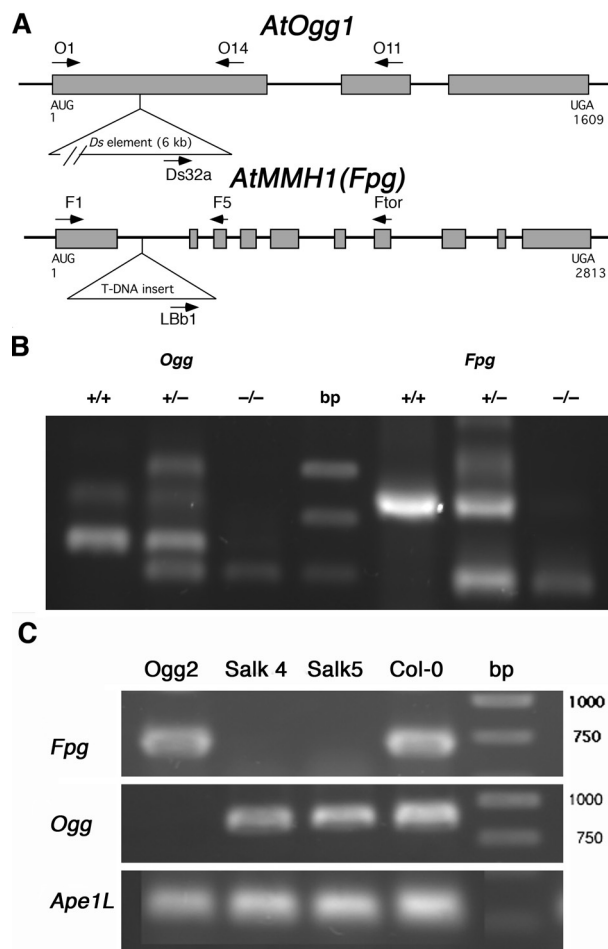 A
AtOgg1
O1 O14 O11
AUG UGA
1 1609
Ds element (6 kb)
Ds32a
AtMMH1(Fpg)
F1 F5 Ftor
AUG UGA
1 2813
T-DNA insert
LBb1
B
Ogg Fpg
+/+ +/– –/– bp +/+ +/– –/–
C
Ogg2 Salk 4 Salk5 Col-0 bp
1000
Fpg 750
1000
Ogg
750
Ape1L